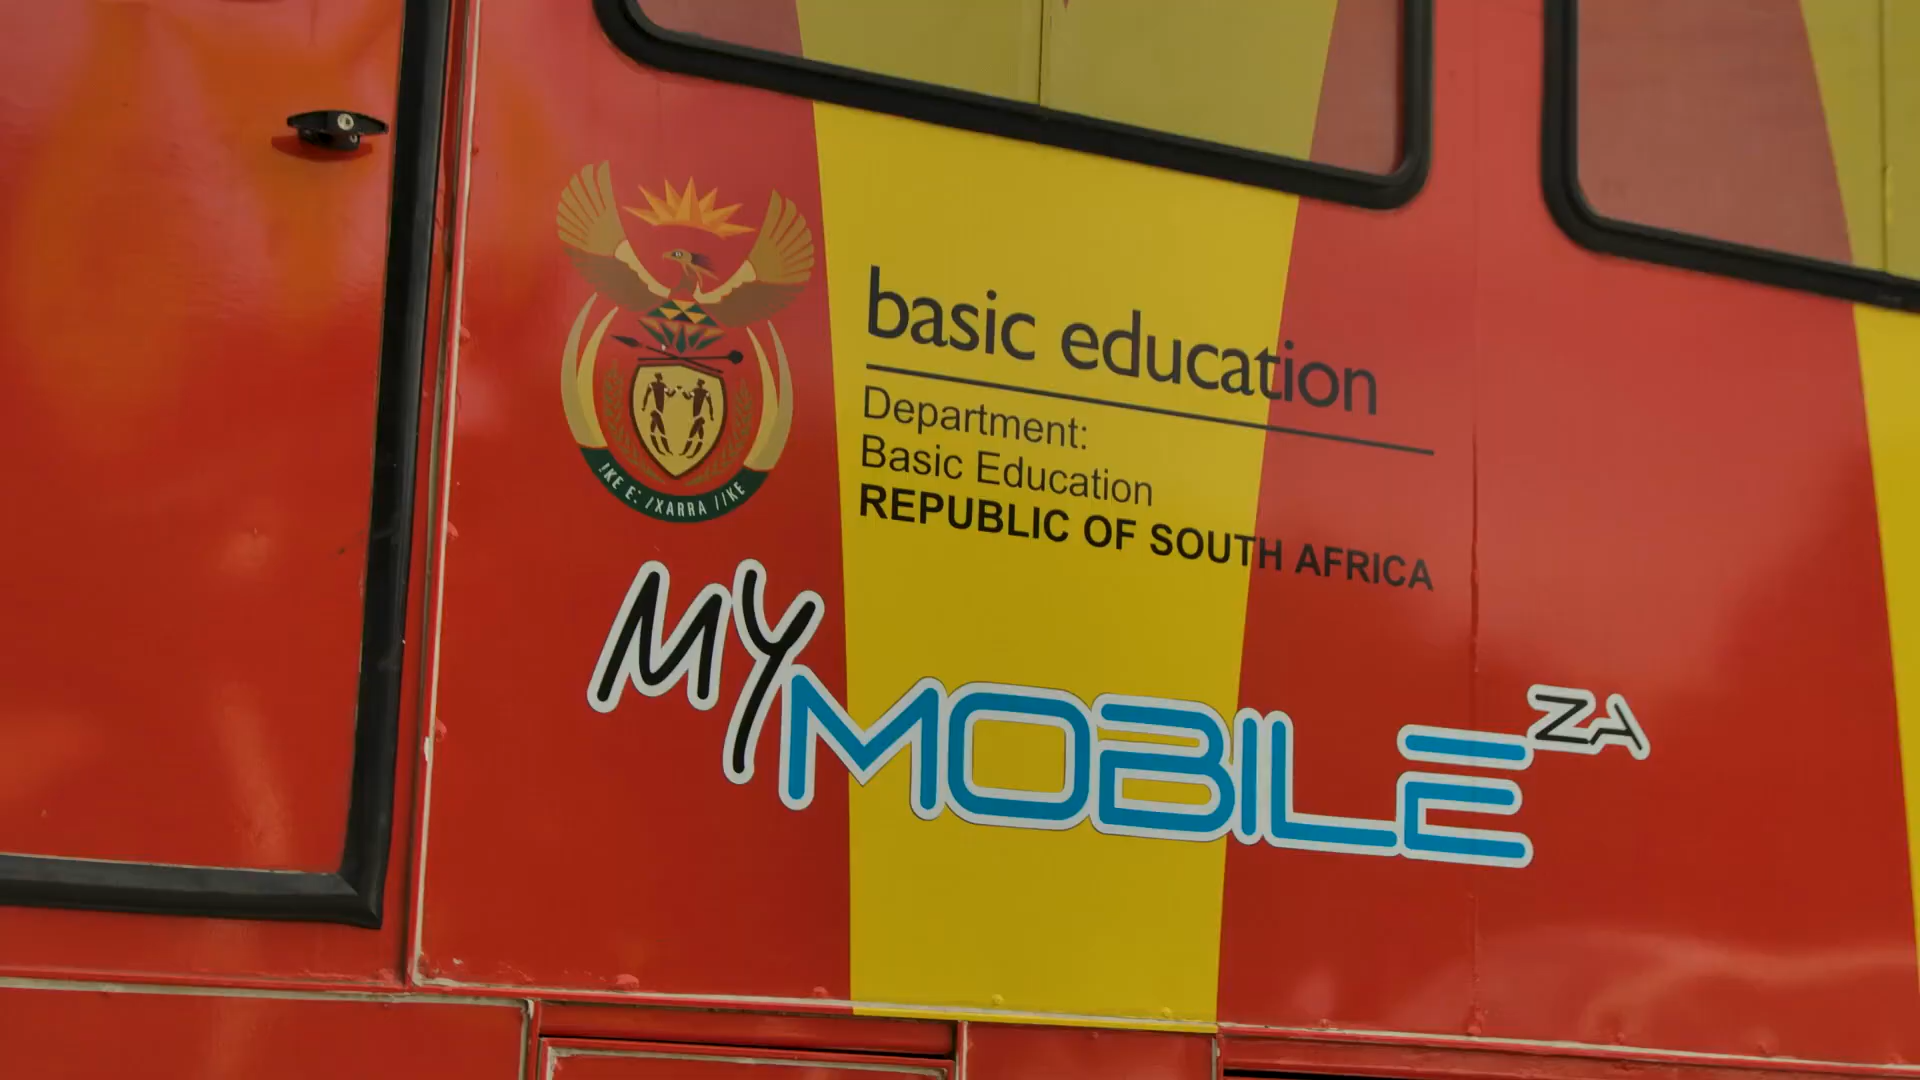 basic education
Department:
Basic Education
REPUBLIC OF SOUTH AFRICA
!KE E: /XARRA //KE
MY
MOBILE ZA